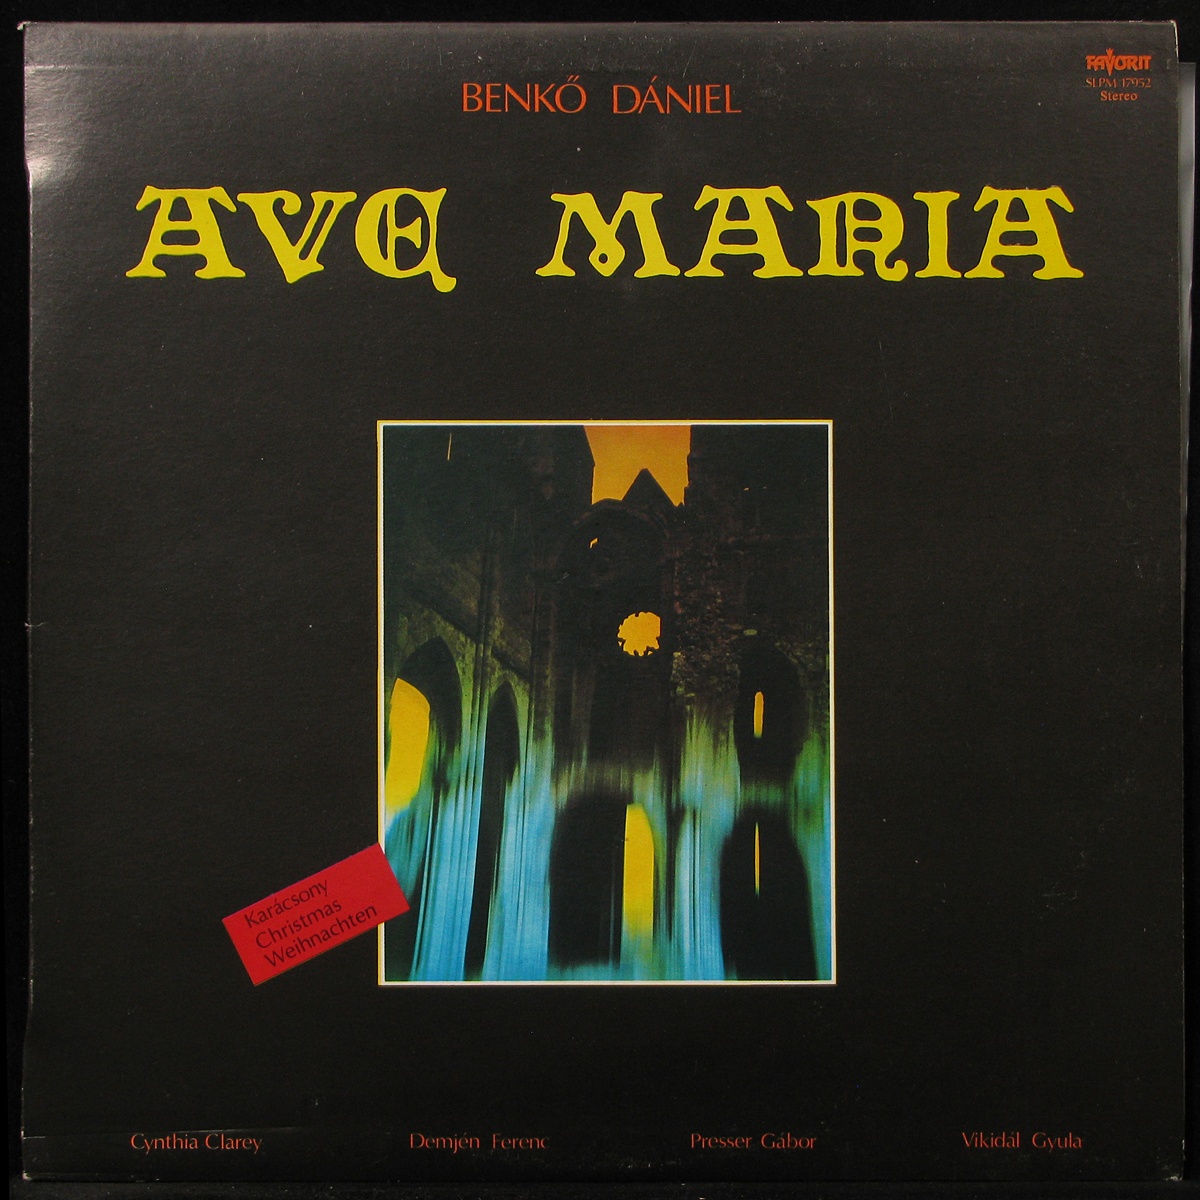 FAVORIT
SLPM 17952
Stereo
BENKŐ DÁNIEL
AVE MARIA
Karácsony
Christmas
Weihnachten
Cynthia Clarey
Demjén Ferenc
Presser Gábor
Vikidál Gyula